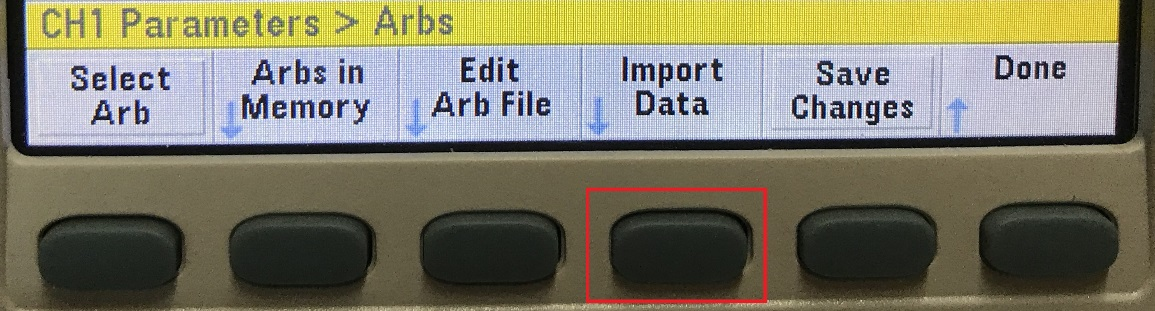 CH1 Parameters > Arbs
Select
Arb
Arbs in
Memory
Edit
Arb File
Import
Data
Save
Changes
Done